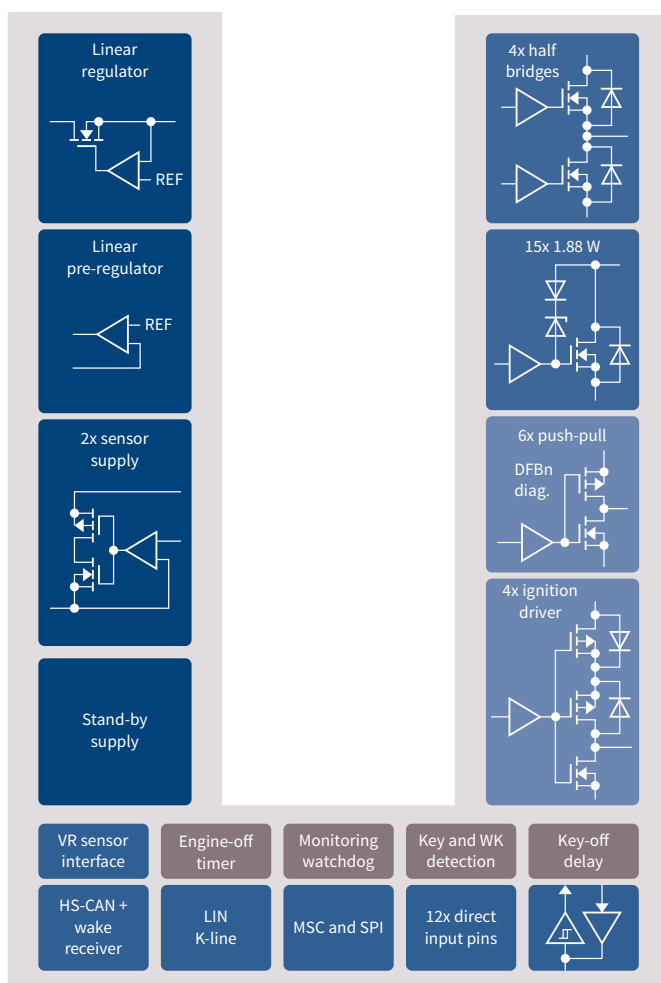 Linear
regulator
REF
Linear
pre-regulator
REF
2x sensor
supply
Stand-by
supply
4x half
bridges
15x 1.88 W
6x push-pull
DFBn
diag.
4x ignition
driver
VR sensor
interface
Engine-off
timer
Monitoring
watchdog
Key and WK
detection
Key-off
delay
HS-CAN +
wake
receiver
LIN
K-line
MSC and SPI
12x direct
input pins